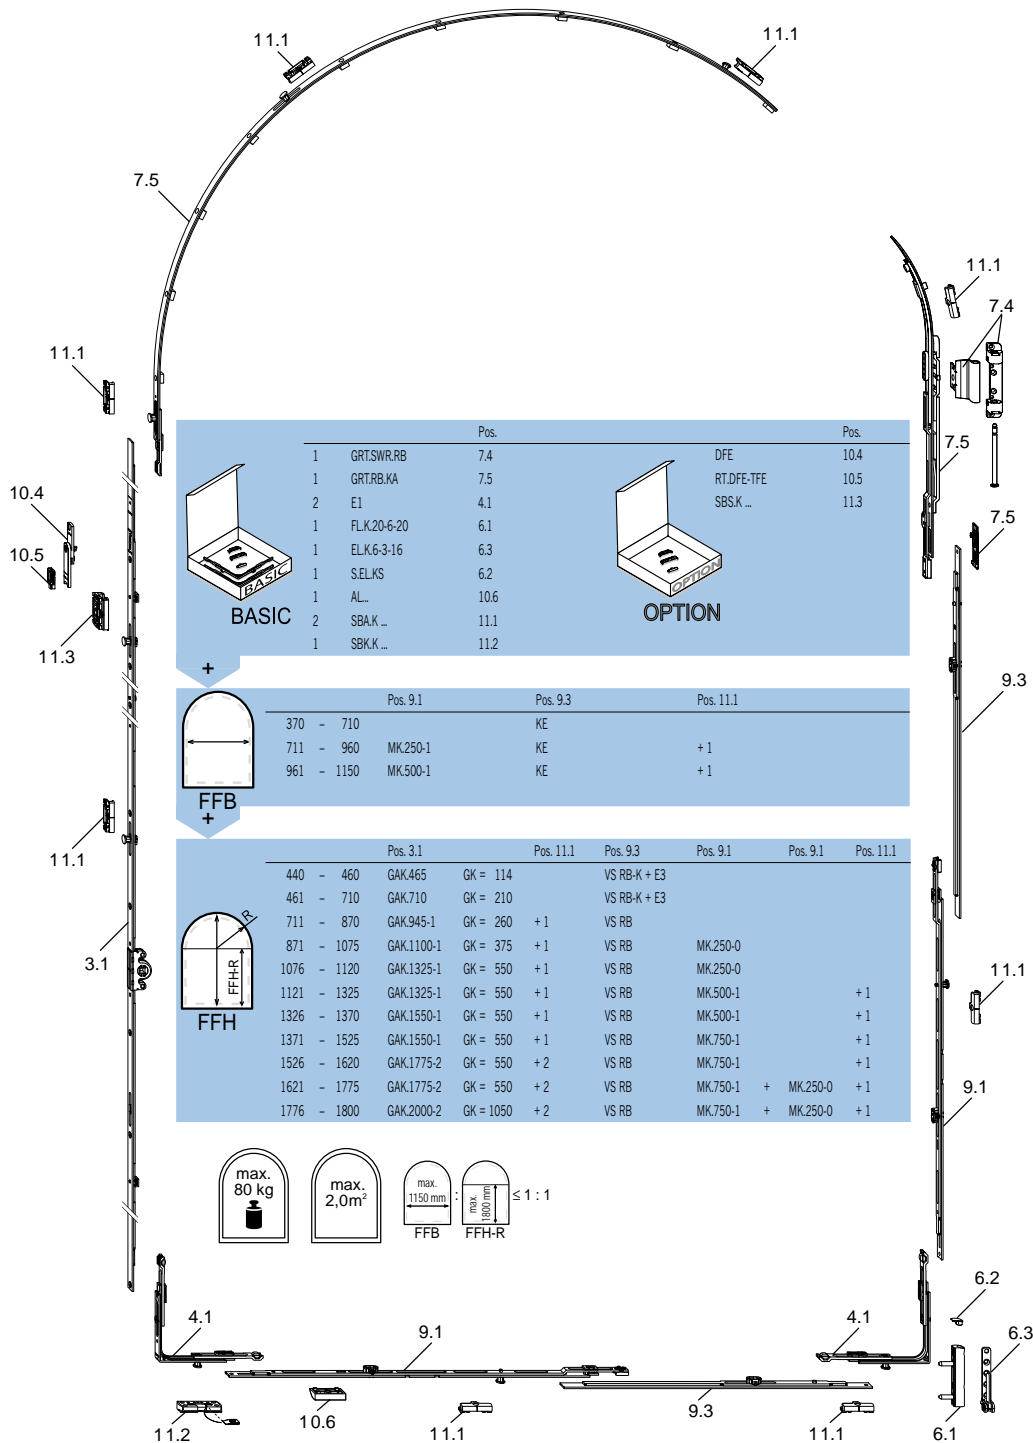 11.1
11.1
7.5
11.1
7.4
11.1
7.5
10.4
10.5
7.5
11.3
9.3
11.1
3.1
11.1
9.1
Pos. Pos.
1 GRT.SWR.RB 7.4 DFE 10.4
1 GRT.RB.KA 7.5 RT.DFE-TFE 10.5
2 E1 4.1 SBS.K ... 11.3
1 FL.K.20-6-20 6.1
1 EL.K.6-3-16 6.3
1 S.EL.KS 6.2
1 AL... 10.6
2 SBA.K ... 11.1
1 SBK.K ... 11.2
BASIC
BASIC
OPTION
OPTION
+
Pos. 9.1 Pos. 9.3 Pos. 11.1
370 – 710 KE
711 – 960 MK.250-1 KE + 1
961 – 1150 MK.500-1 KE + 1
FFB
+
Pos. 3.1 Pos. 11.1 Pos. 9.3 Pos. 9.1 Pos. 9.1 Pos. 11.1
440 – 460 GAK.465 GK = 114 VS RB-K + E3
461 – 710 GAK.710 GK = 210 VS RB-K + E3
711 – 870 GAK.945-1 GK = 260 + 1 VS RB
871 – 1075 GAK.1100-1 GK = 375 + 1 VS RB MK.250-0
1076 – 1120 GAK.1325-1 GK = 550 + 1 VS RB MK.250-0
1121 – 1325 GAK.1325-1 GK = 550 + 1 VS RB MK.500-1 + 1
1326 – 1370 GAK.1550-1 GK = 550 + 1 VS RB MK.500-1 + 1
1371 – 1525 GAK.1550-1 GK = 550 + 1 VS RB MK.750-1 + 1
1526 – 1620 GAK.1775-2 GK = 550 + 2 VS RB MK.750-1 + 1
1621 – 1775 GAK.1775-2 GK = 550 + 2 VS RB MK.750-1 + MK.250-0 + 1
1776 – 1800 GAK.2000-2 GK = 1050 + 2 VS RB MK.750-1 + MK.250-0 + 1
R
FFH-R
FFH
max.
80 kg
max.
2,0m²
max.
1150 mm
FFB
:
max.
1800 mm
FFH-R
≤ 1 : 1
4.1
9.1
4.1
6.2
6.3
11.2
10.6
11.1
9.3
11.1
6.1